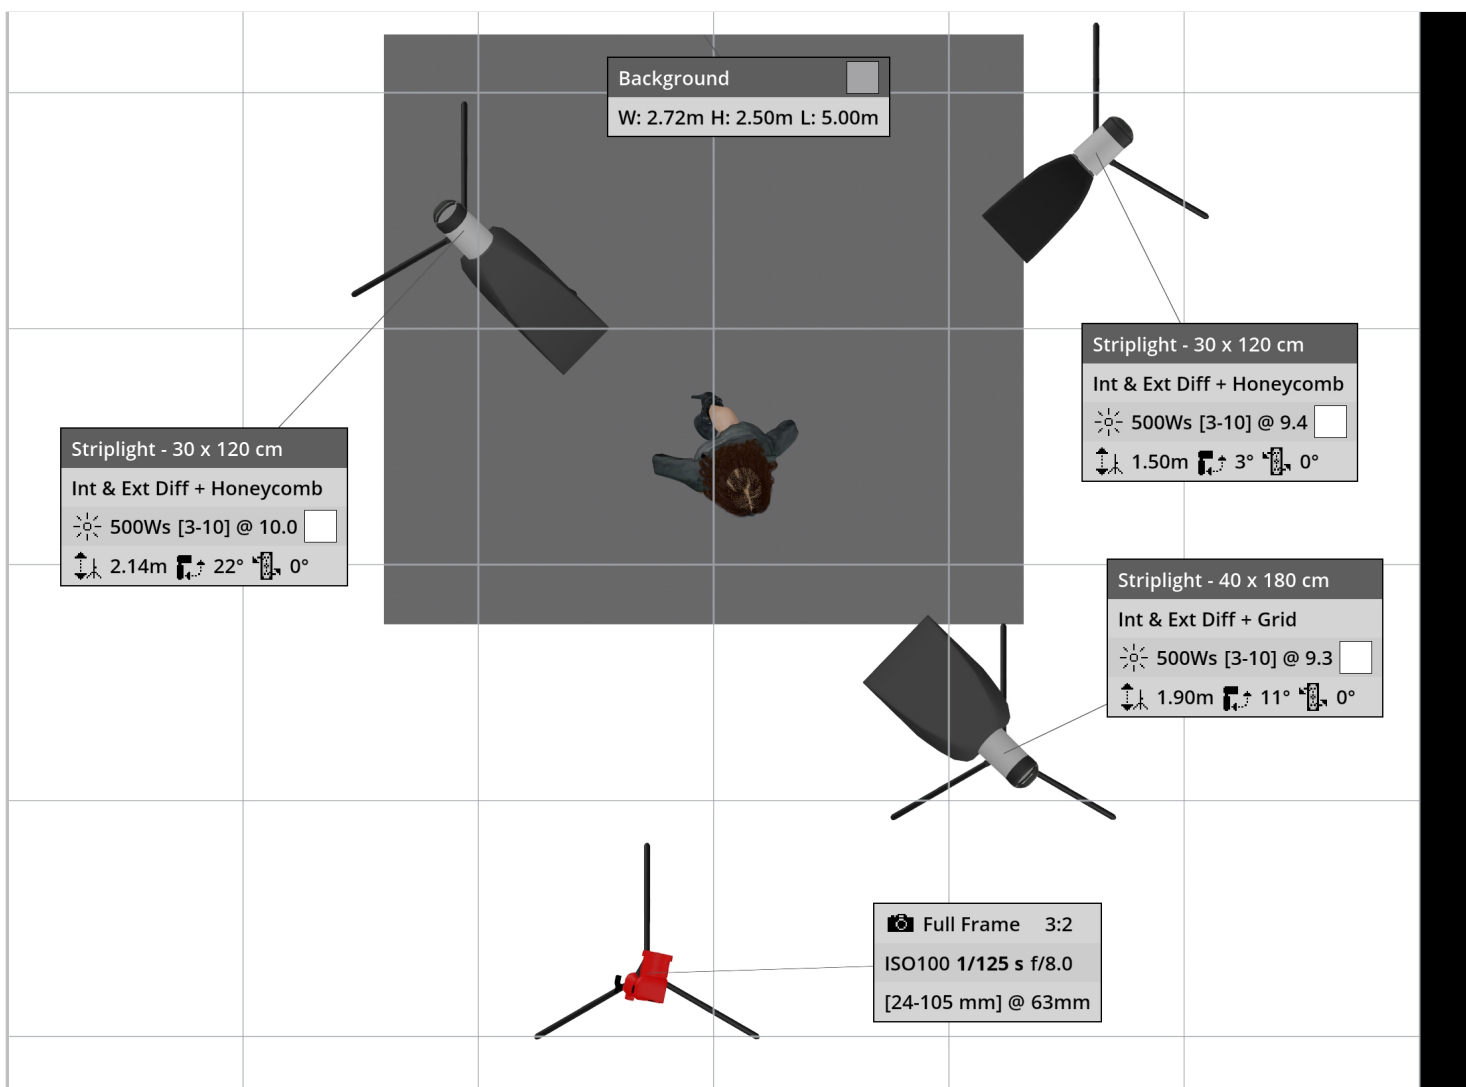 Background
W: 2.72m H: 2.50m L: 5.00m
Striplight - 30 x 120 cm
Int & Ext Diff + Honeycomb
500Ws [3-10] @ 9.4
1.50m 3° 0°
Striplight - 30 x 120 cm
Int & Ext Diff + Honeycomb
500Ws [3-10] @ 10.0
2.14m 22° 0°
Striplight - 40 x 180 cm
Int & Ext Diff + Grid
500Ws [3-10] @ 9.3
1.90m 11° 0°
Full Frame 3:2
ISO100 1/125 s f/8.0
[24-105 mm] @ 63mm